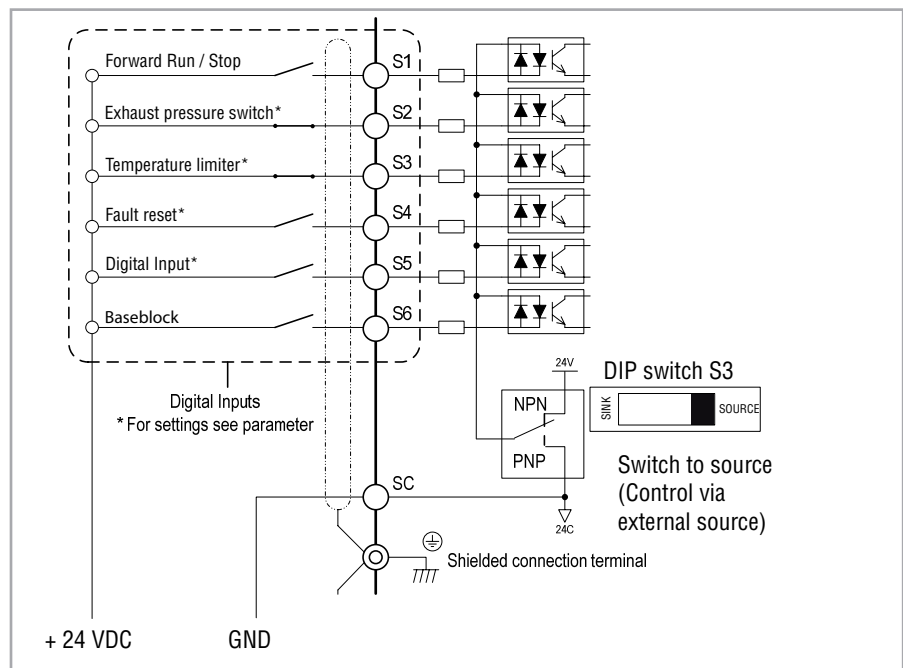 Forward Run / Stop
S1
Exhaust pressure switch*
S2
Temperature limiter*
S3
Fault reset*
S4
Digital Input*
S5
Baseblock
S6
Digital Inputs
* For settings see parameter
24V
NPN
PNP
DIP switch S3
SINK
SOURCE
Switch to source
(Control via
external source)
SC
24C
Shielded connection terminal
+ 24 VDC
GND